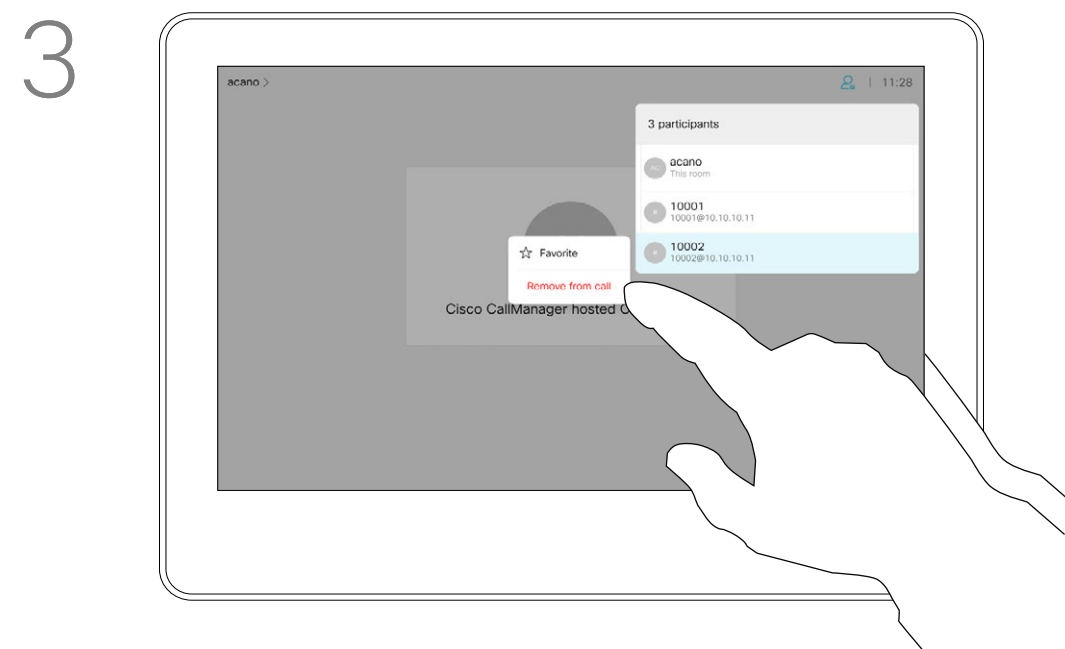 3
acano >
11:28
3 participants
acano
This room
10001
10001@10.10.10.11
10002
10002@10.10.10.11
Favorite
Remove from call
Cisco CallManager hosted